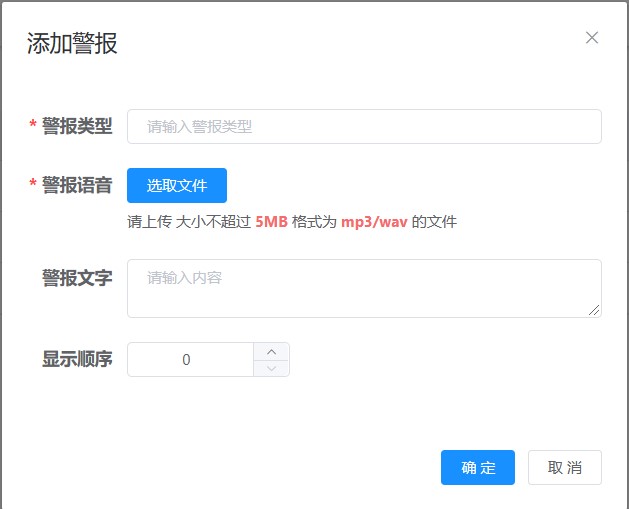 添加警报
* 警报类型 请输入警报类型
* 警报语音 选取文件
请上传 大小不超过 5MB 格式为 mp3/wav 的文件
警报文字 请输入内容
显示顺序 0
确 定 取 消